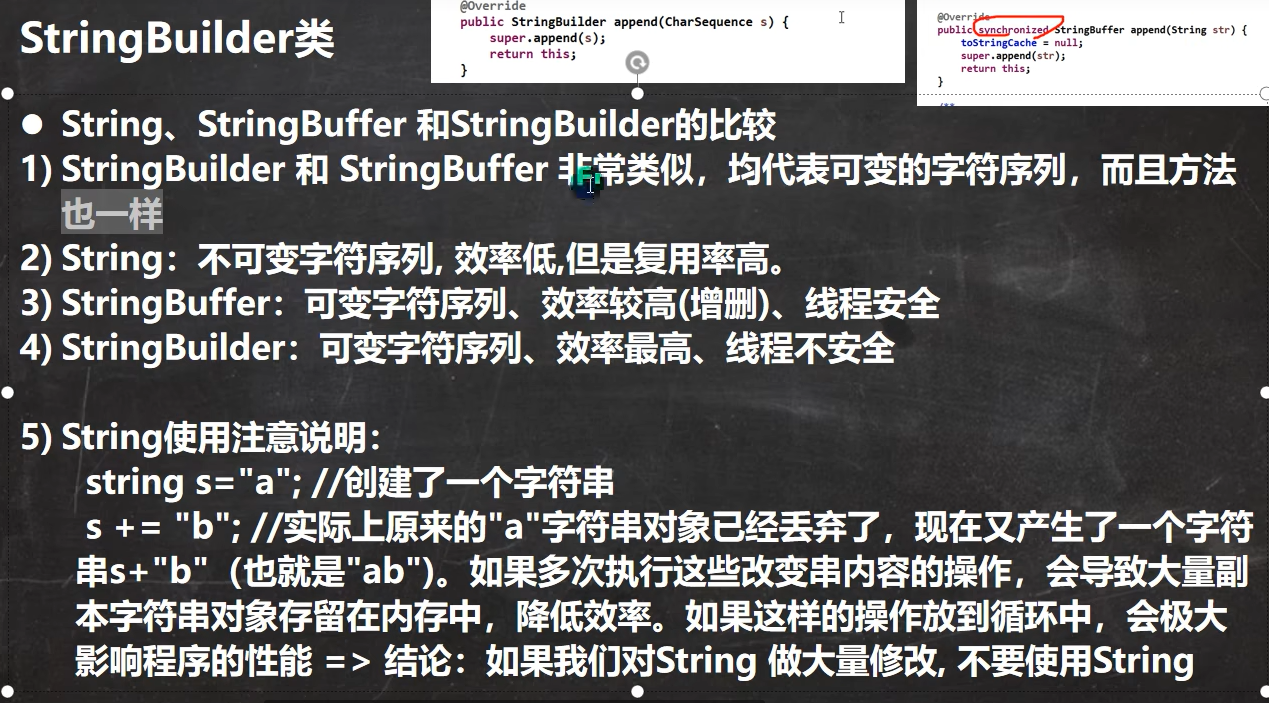 StringBuilder类
@Override
public StringBuilder append(CharSequence s) {
super.append(s);
return this;
}
@Override
public synchronized StringBuffer append(String str) {
toStringCache = null;
super.append(str);
return this;
}
/**
● String、StringBuffer 和StringBuilder的比较
1) StringBuilder 和 StringBuffer 非常类似，均代表可变的字符序列，而且方法
也一样
2) String：不可变字符序列, 效率低,但是复用率高。
3) StringBuffer：可变字符序列、效率较高(增删)、线程安全
4) StringBuilder：可变字符序列、效率最高、线程不安全
5) String使用注意说明：
string s="a"; //创建了一个字符串
s += "b"; //实际上原来的"a"字符串对象已经丢弃了，现在又产生了一个字符
串s+"b"（也就是"ab")。如果多次执行这些改变串内容的操作，会导致大量副
本字符串对象存留在内存中，降低效率。如果这样的操作放到循环中，会极大
影响程序的性能 => 结论：如果我们对String 做大量修改, 不要使用String